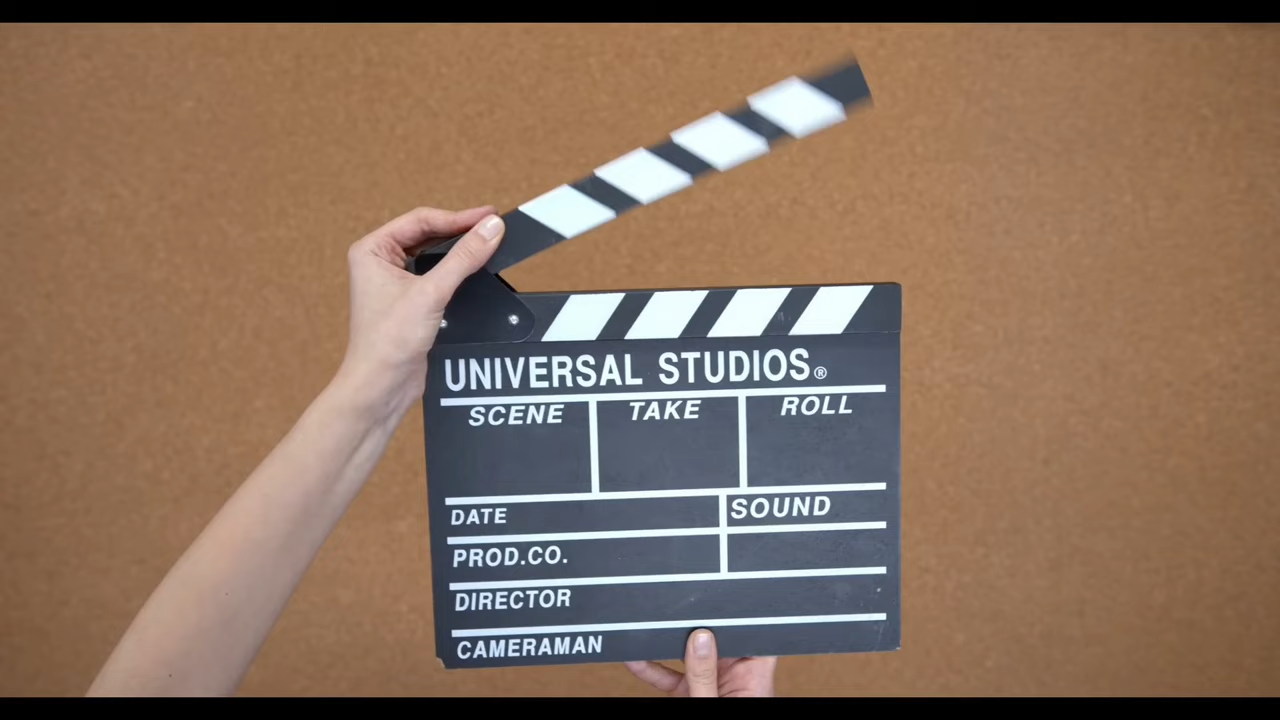 UNIVERSAL STUDIOS®
SCENE TAKE ROLL
DATE SOUND
PROD.CO.
DIRECTOR
CAMERAMAN